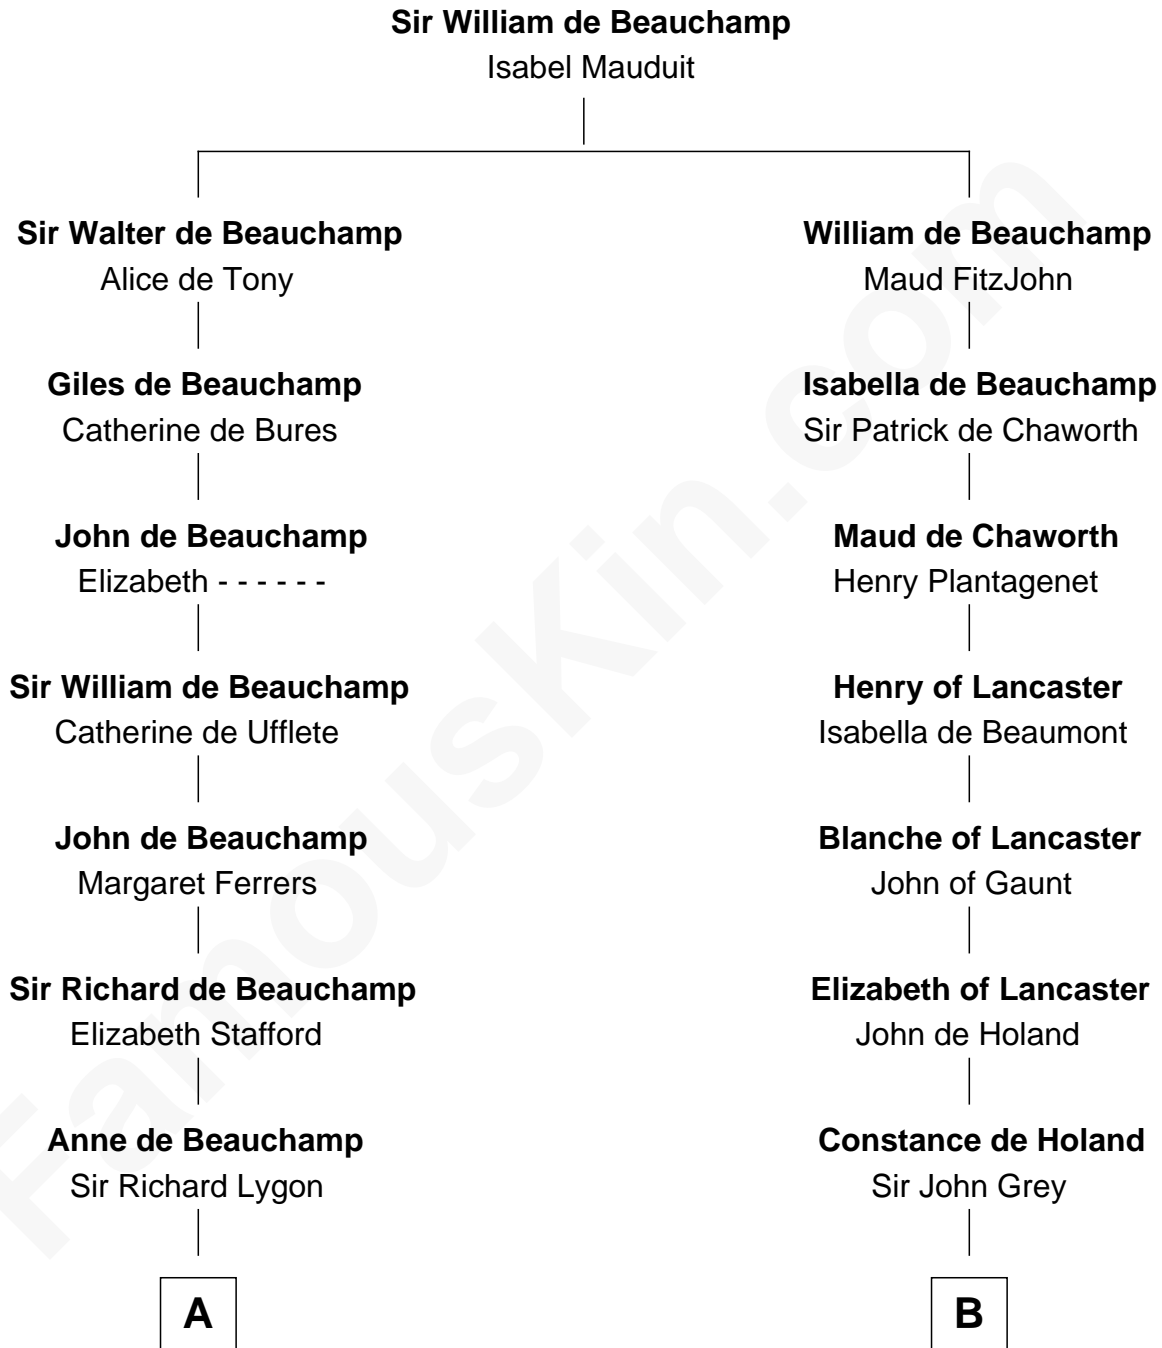 Sir William de Beauchamp
Isabel Mauduit
Sir Walter de Beauchamp
Alice de Tony
William de Beauchamp
Maud FitzJohn
Giles de Beauchamp
Catherine de Bures
Isabella de Beauchamp
Sir Patrick de Chaworth
John de Beauchamp
Elizabeth - - - - - -
Maud de Chaworth
Henry Plantagenet
Sir William de Beauchamp
Catherine de Ufflete
Henry of Lancaster
Isabella de Beaumont
John de Beauchamp
Margaret Ferrers
Blanche of Lancaster
John of Gaunt
Sir Richard de Beauchamp
Elizabeth Stafford
Elizabeth of Lancaster
John de Holand
Anne de Beauchamp
Sir Richard Lygon
Constance de Holand
Sir John Grey
A
B
FamousKin.com